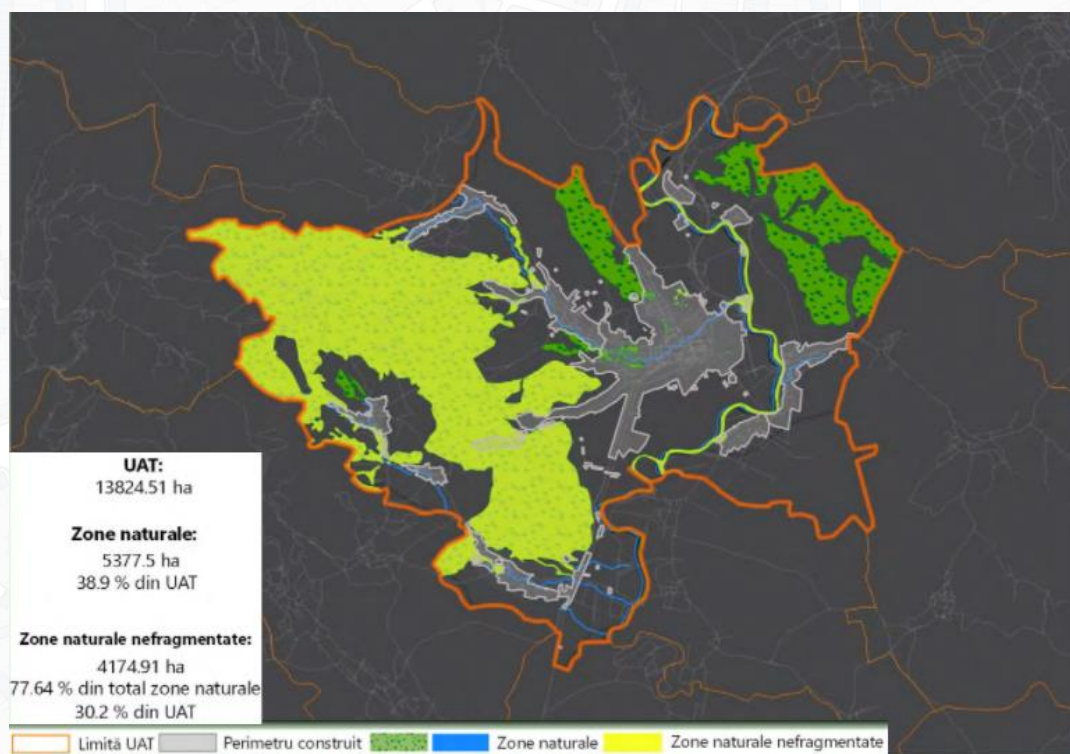 UAT:
13824.51 ha
Zone naturale:
5377.5 ha
38.9 % din UAT
Zone naturale nefragmentate:
4174.91 ha
77.64 % din total zone naturale
30.2 % din UAT
Limită UAT Perimetru construit Zone naturale Zone naturale nefragmentate